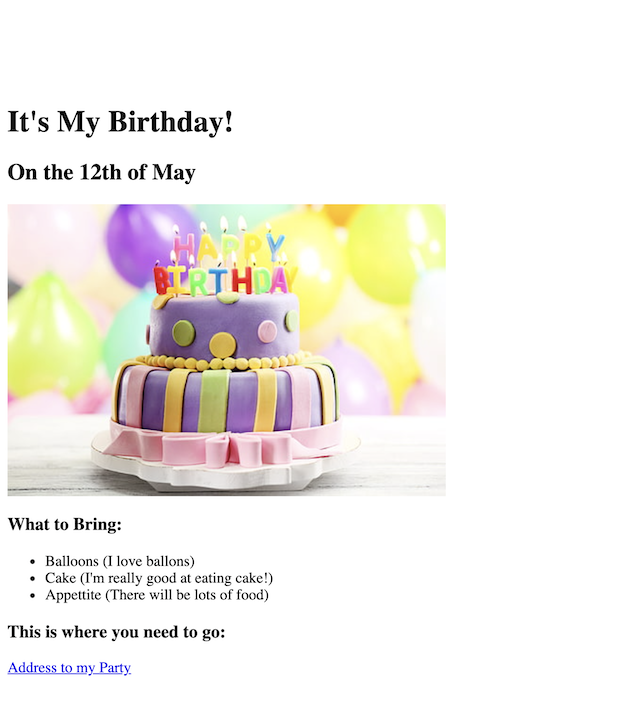 It's My Birthday!
On the 12th of May
HAPPY
BIRTHDAY
What to Bring:
Balloons (I love ballons)
Cake (I'm really good at eating cake!)
Appettite (There will be lots of food)
This is where you need to go:
Address to my Party